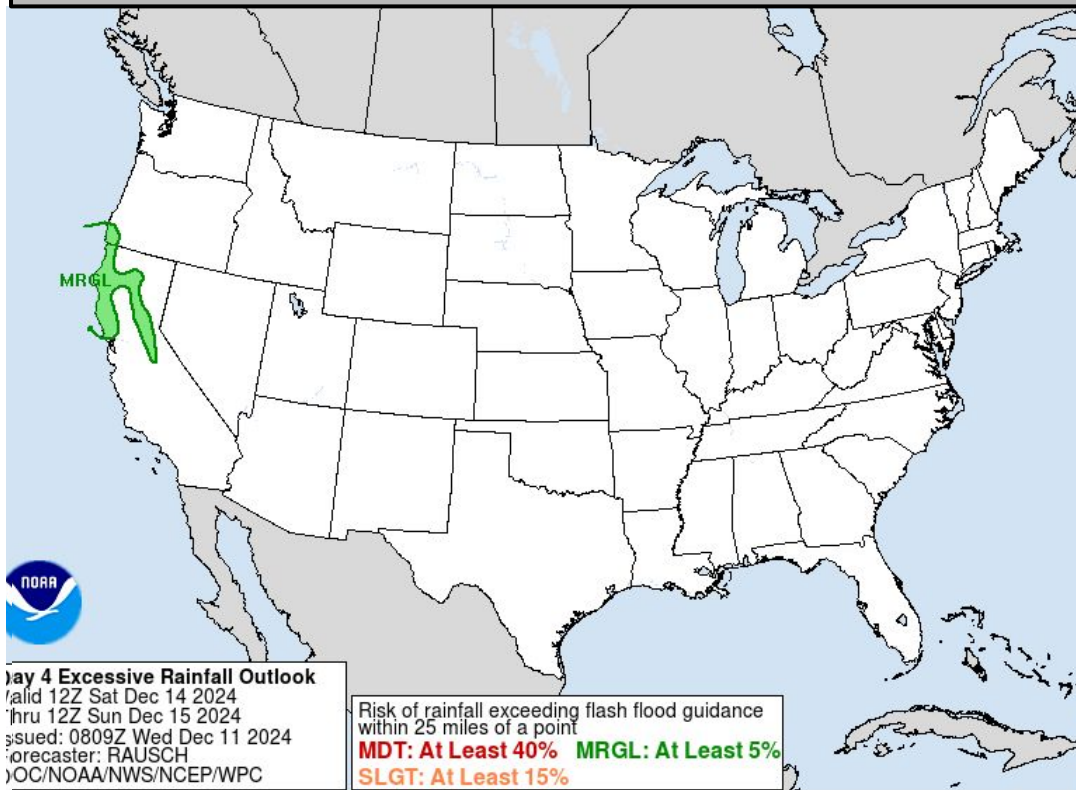 MRGL
NOAA
ay 4 Excessive Rainfall Outlook
alid 12Z Sat Dec 14 2024
hru 12Z Sun Dec 15 2024
ssued: 0809Z Wed Dec 11 2024
orecaster: RAUSCH
OC/NOAA/NWS/NCEP/WPC
Risk of rainfall exceeding flash flood guidance
within 25 miles of a point
MDT: At Least 40% MRGL: At Least 5%
SLGT: At Least 15%